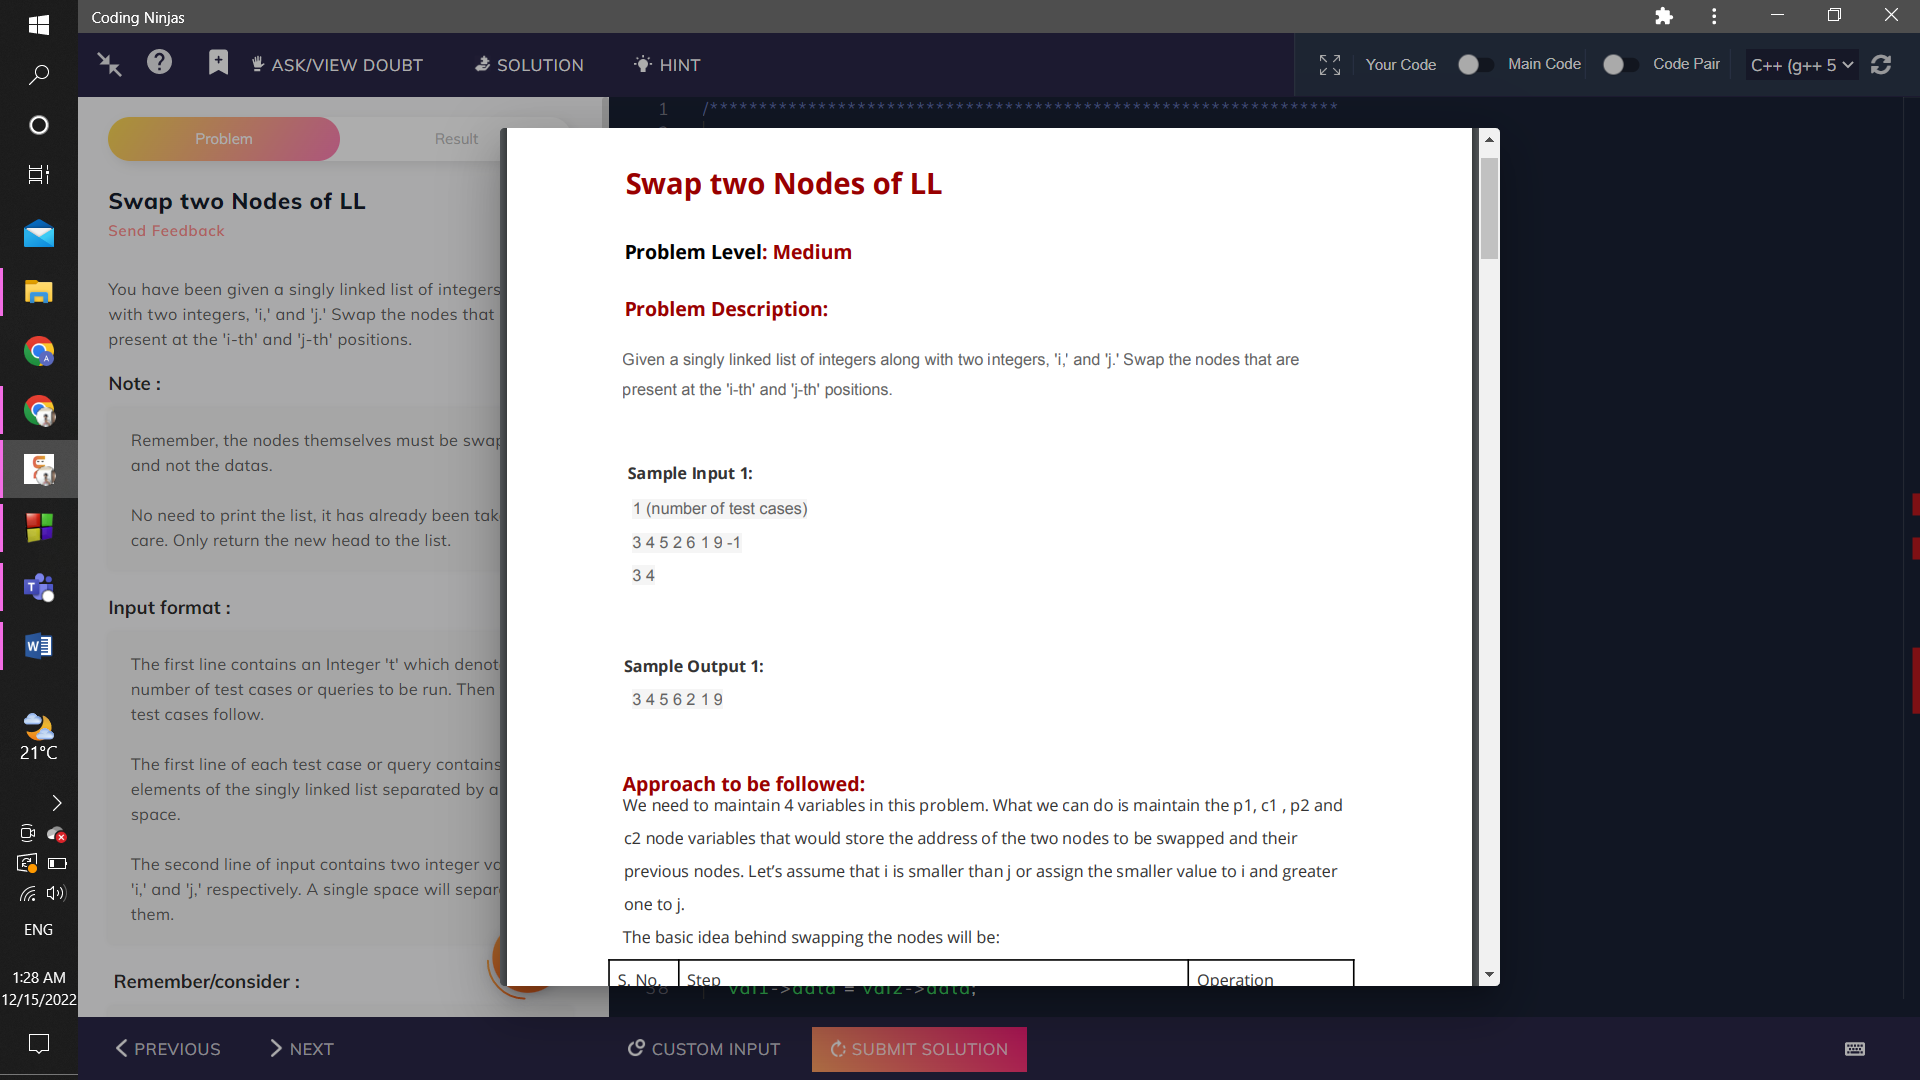 Coding Ninjas
ASK/VIEW DOUBT
SOLUTION
HINT
Your Code
Main Code
Code Pair
C++ (g++ 5
Problem
Result
Swap two Nodes of LL
Send Feedback
You have been given a singly linked list of integers
with two integers, 'i,' and 'j.' Swap the nodes that
present at the 'i-th' and 'j-th' positions.
Note :
Remember, the nodes themselves must be swap
and not the datas.
No need to print the list, it has already been tak
care. Only return the new head to the list.
Input format :
The first line contains an Integer 't' which denot
number of test cases or queries to be run. Then
test cases follow.
The first line of each test case or query contains
elements of the singly linked list separated by a
space.
The second line of input contains two integer va
'i,' and 'j,' respectively. A single space will separ
them.
Remember/consider :
1 /****************************************************************
Swap two Nodes of LL
Problem Level: Medium
Problem Description:
Given a singly linked list of integers along with two integers, 'i,' and 'j.' Swap the nodes that are
present at the 'i-th' and 'j-th' positions.
Sample Input 1:
1 (number of test cases)
3 4 5 2 6 1 9 -1
3 4
Sample Output 1:
3 4 5 6 2 1 9
Approach to be followed:
We need to maintain 4 variables in this problem. What we can do is maintain the p1, c1 , p2 and
c2 node variables that would store the address of the two nodes to be swapped and their
previous nodes. Let's assume that i is smaller than j or assign the smaller value to i and greater
one to j.
The basic idea behind swapping the nodes will be:
S. No. Step Operation
58 val1->data = val2->data;
PREVIOUS
NEXT
CUSTOM INPUT
SUBMIT SOLUTION
21°C
ENG
1:28 AM
12/15/2022